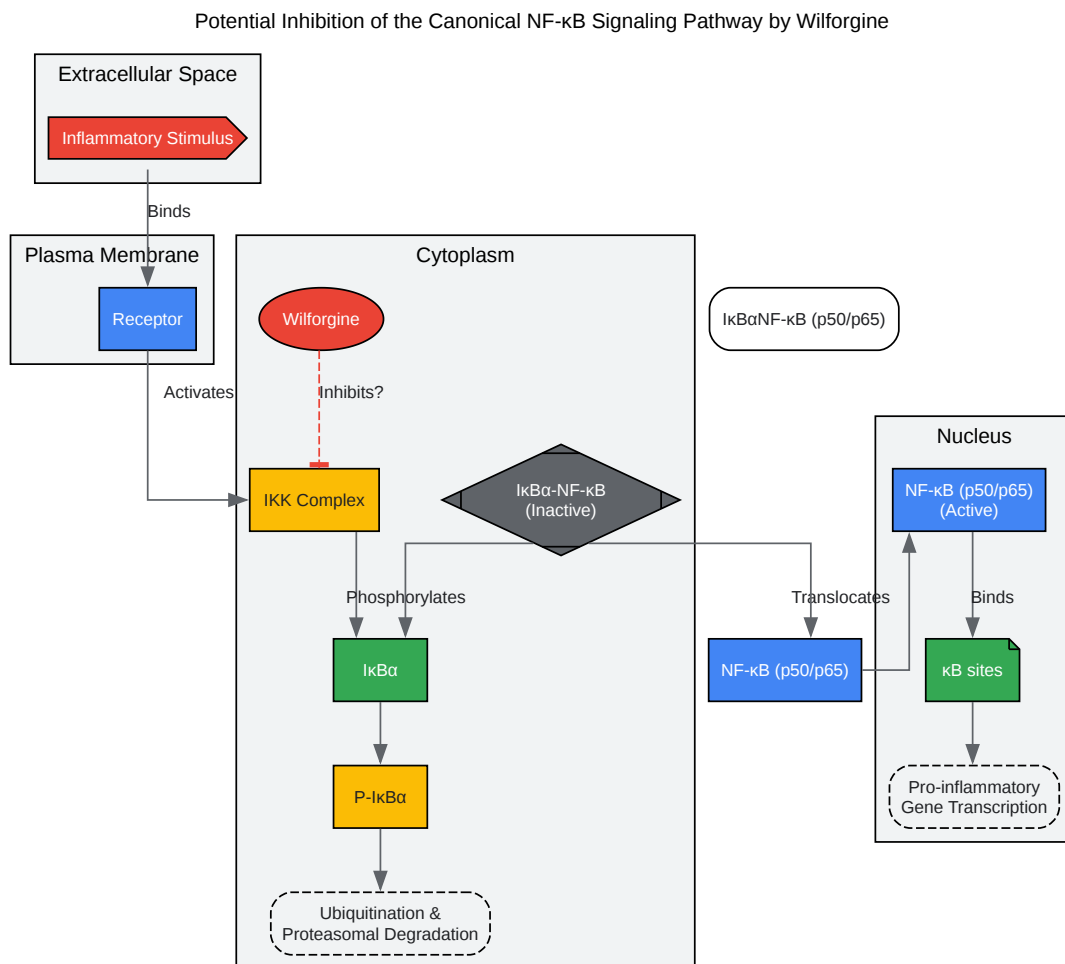 Potential Inhibition of the Canonical NF-κB Signaling Pathway by Wilforgine
Extracellular Space
Inflammatory Stimulus
Binds
Plasma Membrane
Receptor
Activates
Cytoplasm
Wilforgine
Inhibits?
IκBαNF-κB (p50/p65)
IKK Complex
IκBα-NF-κB
(Inactive)
Phosphorylates
IκBα
P-IκBα
Ubiquitination &
Proteasomal Degradation
Translocates
NF-κB (p50/p65)
Nucleus
NF-κB (p50/p65)
(Active)
Binds
κB sites
Pro-inflammatory
Gene Transcription